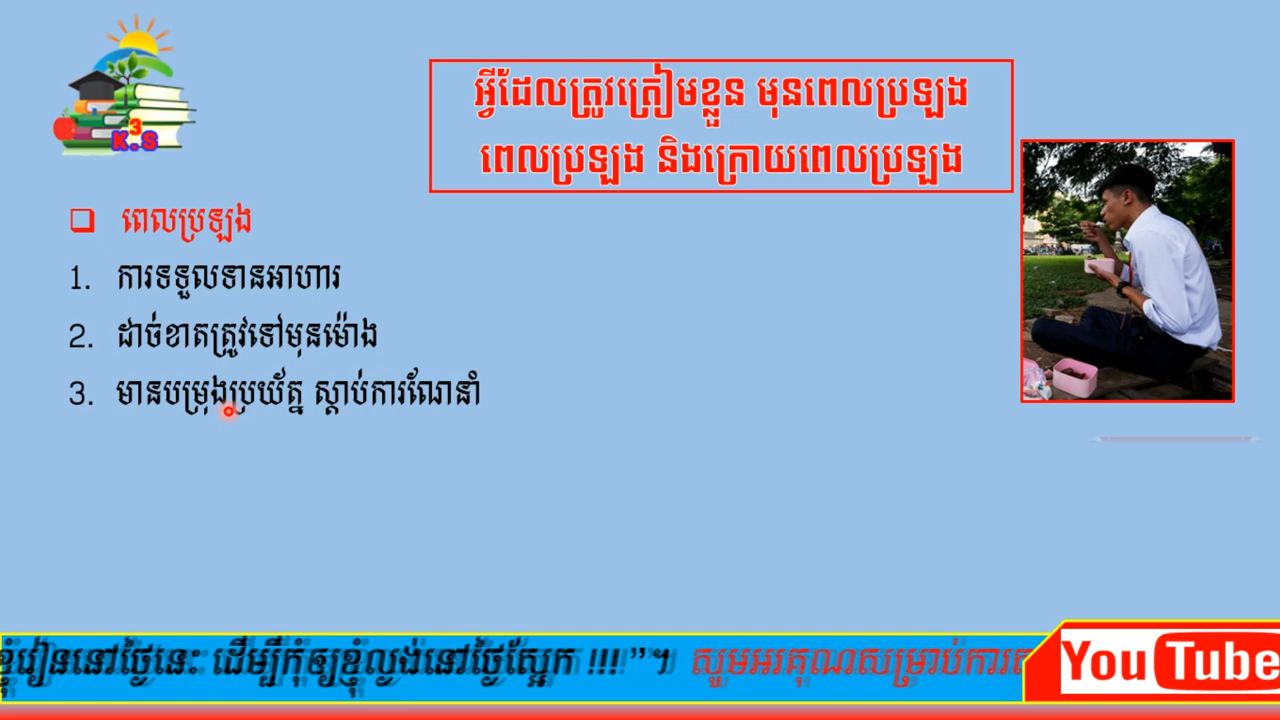 K.3.S
អ្វីដែលត្រូវត្រៀមខ្លួន មុនពេលប្រឡង
ពេលប្រឡង និងក្រោយពេលប្រឡង
❑ ពេលប្រឡង
1. ការទទួលទានអាហារ
2. ដាច់ខាតត្រូវទៅមុនម៉ោង
3. មានបម្រុងប្រយ័ត្ន ស្តាប់ការណែនាំ
ខ្ញុំរៀននៅថ្ងៃនេះ ដើម្បីកុំឲ្យខ្ញុំល្ងង់នៅថ្ងៃស្អែក !!! ”។ សូមអរគុណសម្រាប់ការ
YouTube